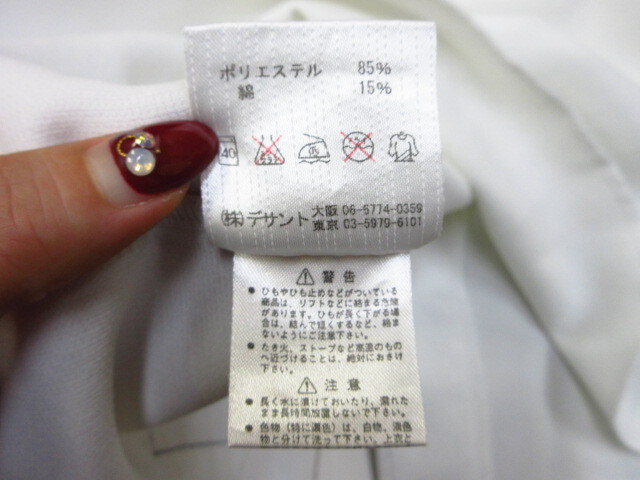 ポリエステル 85%
綿 15%
40
(株)デサント 大阪 06-6774-0359
東京 03-5979-6101
⚠ 警告
● ひもやひも止めなどがついている
商品は、リフトなどに絡まる危険
があります。ひもが長く下がる場
合は、結んで短くするなど、絡ま
ないようにご注意下さい。
● たき火、ストーブなど高温のもの
へ近づけることは、絶対におさけ
下さい。
⚠ 注意
● 長く水に漬けておいたり、濡れた
まま長時間放置しないで下さい。
● 色物(特に濃色)は、白物、淡色
物と分けて洗って下さい。上衣と